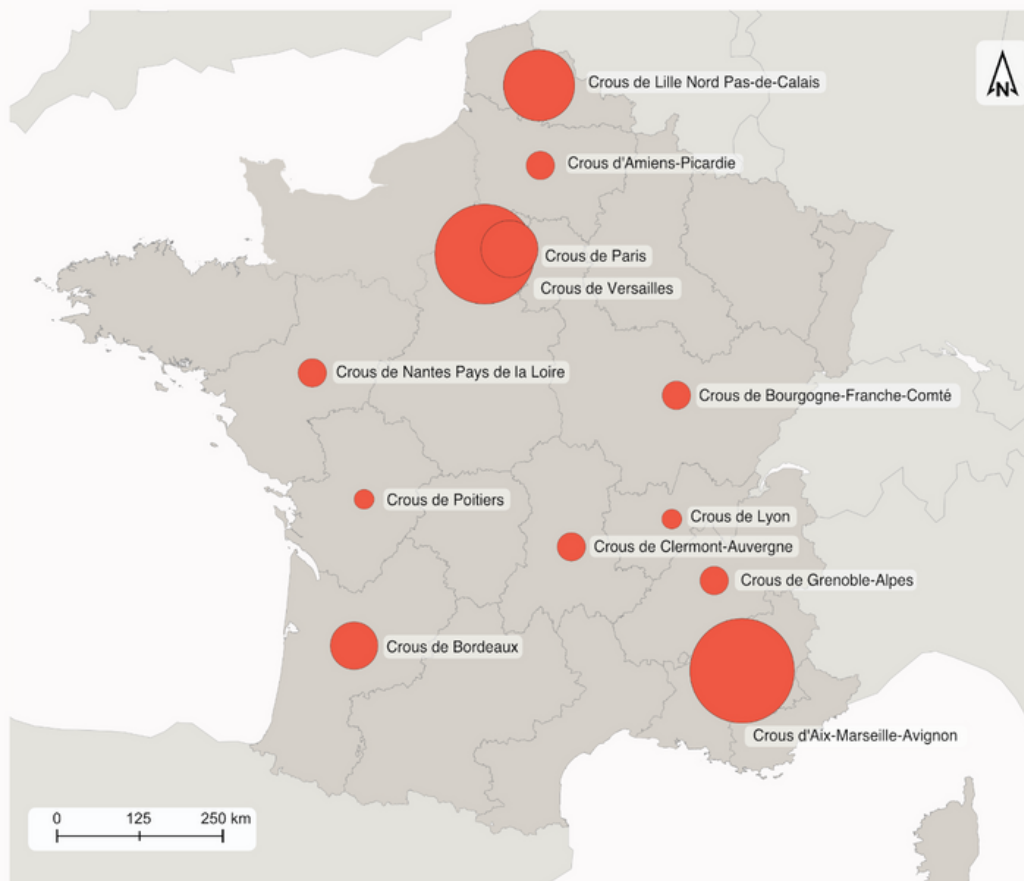 N
Crous de Lille Nord Pas-de-Calais
Crous d'Amiens-Picardie
Crous de Paris
Crous de Versailles
Crous de Nantes Pays de la Loire
Crous de Bourgogne-Franche-Comté
Crous de Poitiers
Crous de Lyon
Crous de Clermont-Auvergne
Crous de Grenoble-Alpes
Crous de Bordeaux
Crous d'Aix-Marseille-Avignon
0 125 250 km